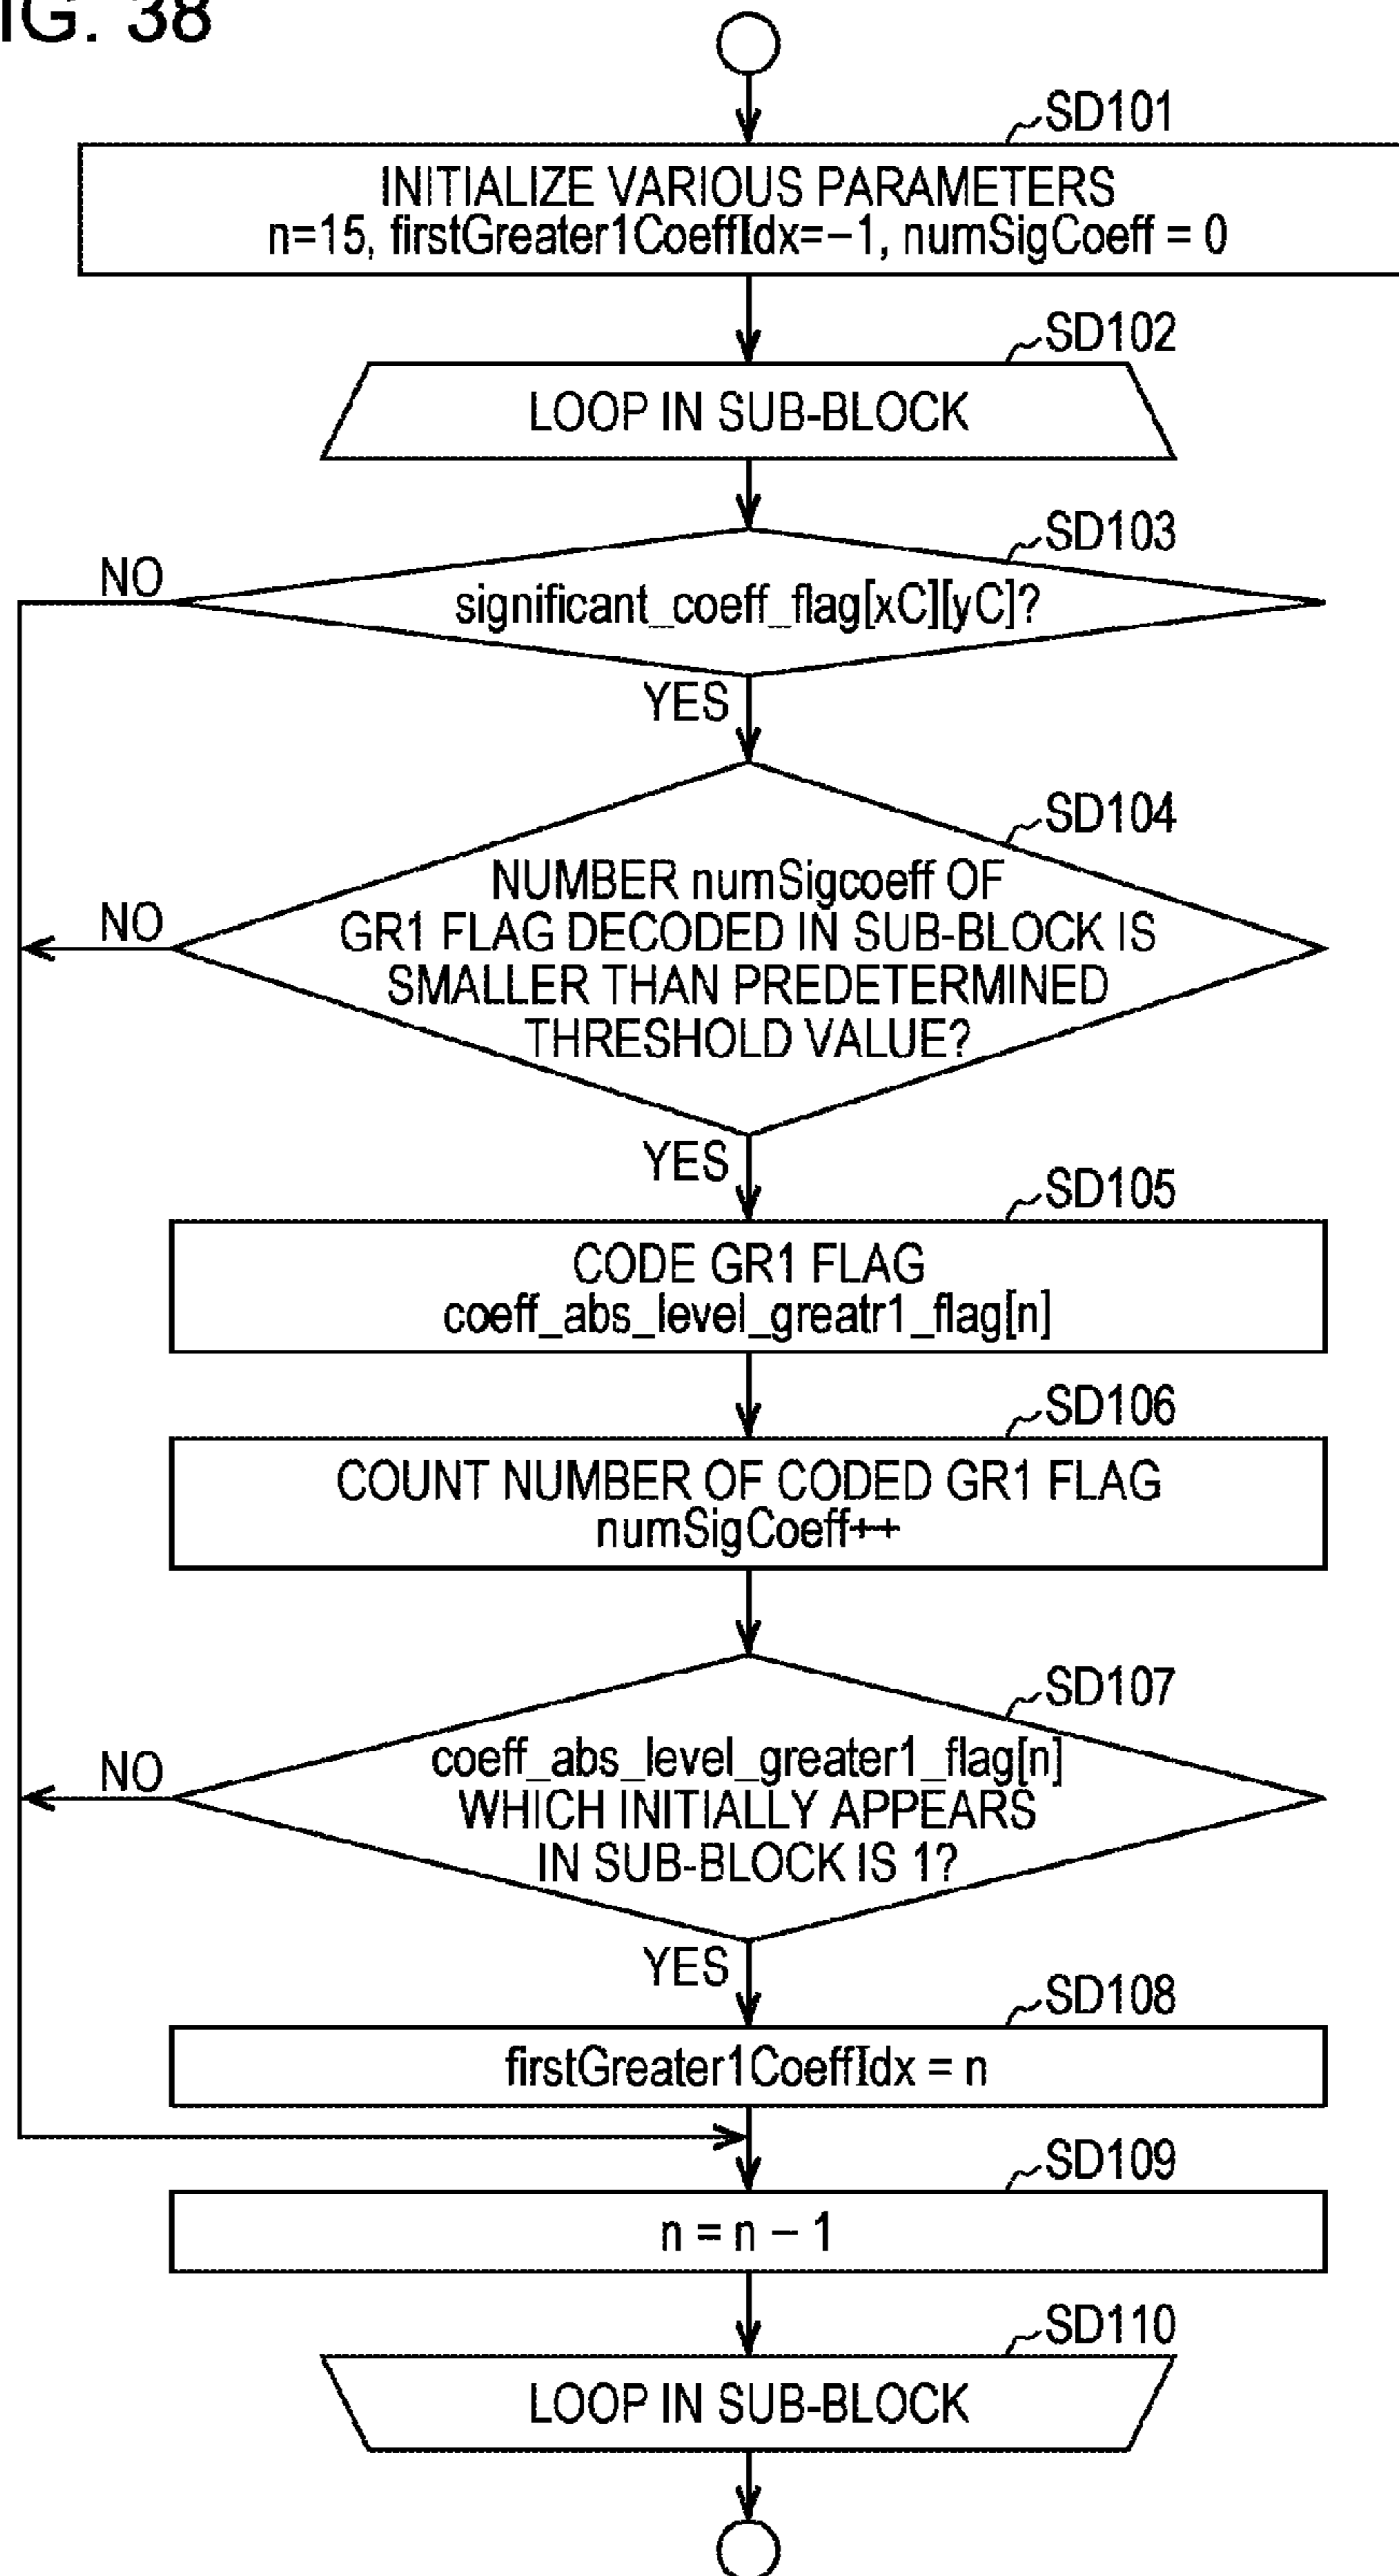 IG. 38
SD101
INITIALIZE VARIOUS PARAMETERS
n=15, firstGreater1CoeffIdx=−1, numSigCoeff = 0
SD102
LOOP IN SUB-BLOCK
SD103
NO
significant_coeff_flag[xC][yC]?
YES
SD104
NUMBER numSigcoeff OF
NO
GR1 FLAG DECODED IN SUB-BLOCK IS
SMALLER THAN PREDETERMINED
THRESHOLD VALUE?
YES
SD105
CODE GR1 FLAG
coeff_abs_level_greatr1_flag[n]
SD106
COUNT NUMBER OF CODED GR1 FLAG
numSigCoeff++
SD107
coeff_abs_level_greater1_flag[n]
NO
WHICH INITIALLY APPEARS
IN SUB-BLOCK IS 1?
YES
SD108
firstGreater1CoeffIdx = n
SD109
n = n − 1
SD110
LOOP IN SUB-BLOCK